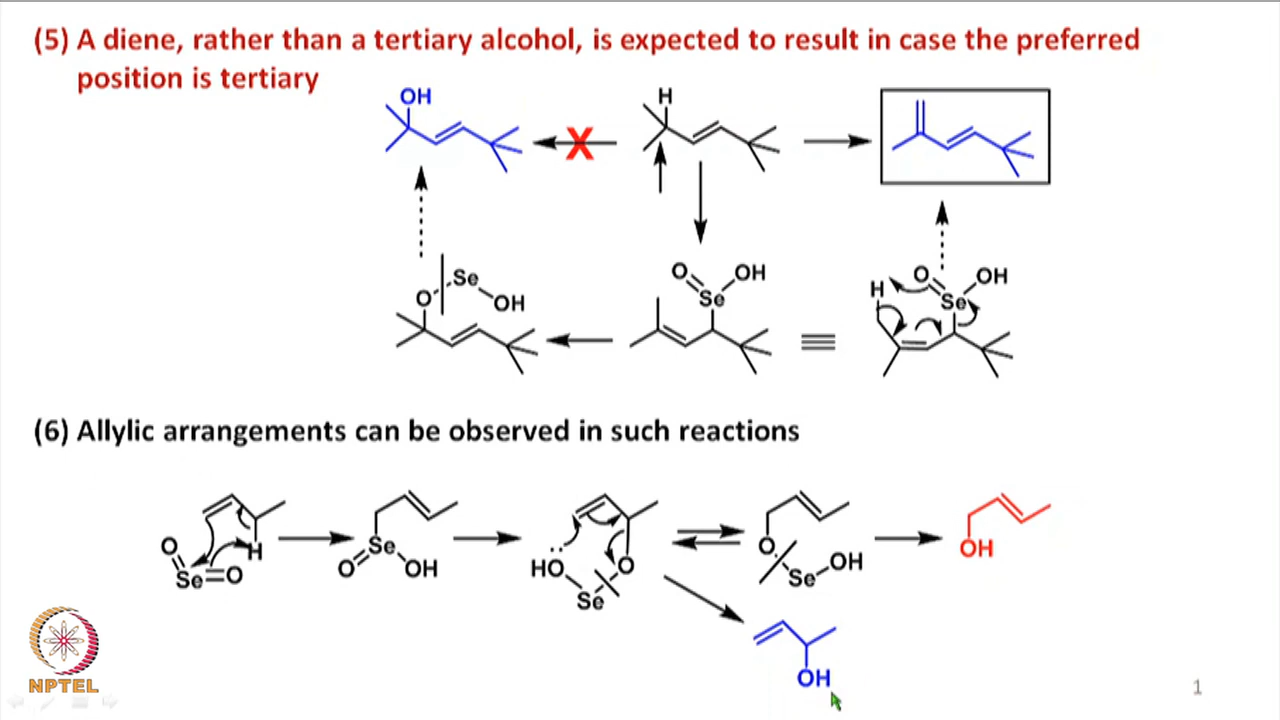 (5) A diene, rather than a tertiary alcohol, is expected to result in case the preferred
position is tertiary
OH
H
X
O
Se
OH
O
OH
Se
H
O
OH
Se
(6) Allylic arrangements can be observed in such reactions
O
Se=O
H
Se
O
OH
HO
Se
O
O
Se
OH
OH
OH
NPTEL
1